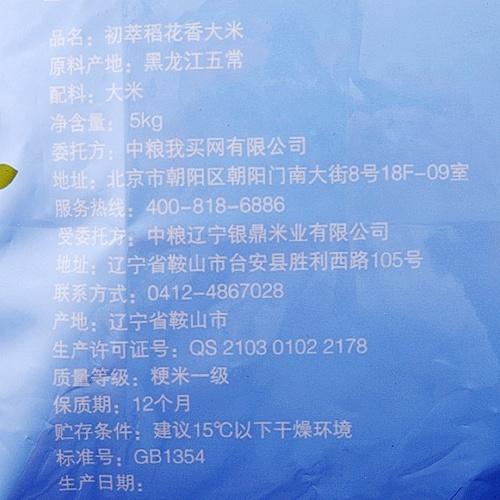 品名：初萃稻花香大米
原料产地：黑龙江五常
配料：大米
净含量：5kg
委托方：中粮我买网有限公司
地址：北京市朝阳区朝阳门南大街8号18F-09室
服务热线：400-818-6886
受委托方：中粮辽宁银鼎米业有限公司
地址：辽宁省鞍山市台安县胜利西路105号
联系方式：0412-4867028
产地：辽宁省鞍山市
生产许可证号：QS 2103 0102 2178
质量等级：粳米一级
保质期：12个月
贮存条件：建议15℃以下干燥环境
标准号：GB1354
生产日期：